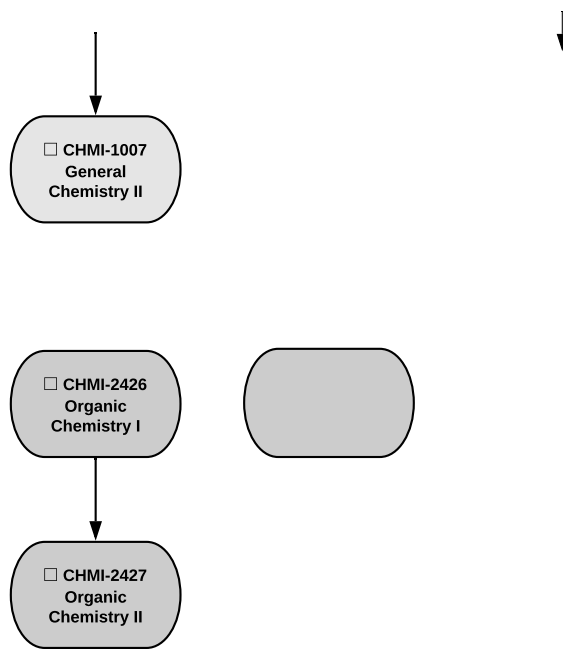 ☐ CHMI-1007
General
Chemistry II
☐ CHMI-2426
Organic
Chemistry I
☐ CHMI-2427
Organic
Chemistry II